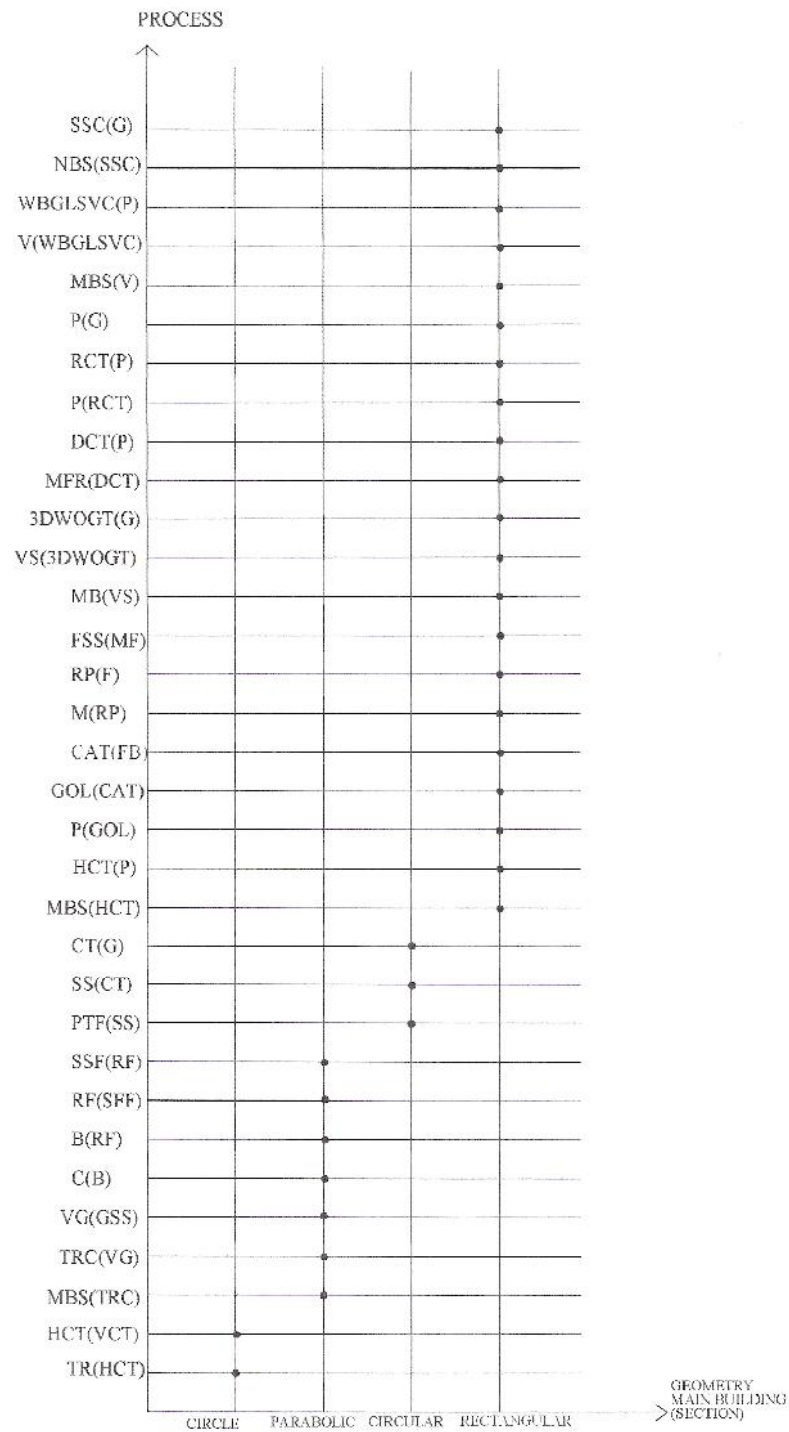 PROCESS
SSC(G)
NBS(SSC)
WBGLSVC(P)
V(WBGLSVC)
MBS(V)
P(G)
RCT(P)
P(RCT)
DCT(P)
MFR(DCT)
3DWOGT(G)
VS(3DWOGT)
MB(VS)
FSS(MF)
RP(F)
M(RP)
CAT(FB)
GOL(CAT)
P(GOL)
HCT(P)
MBS(HCT)
CT(G)
SS(CT)
PTF(SS)
SSF(RF)
RF(SFF)
B(RF)
C(B)
VG(GSS)
TRC(VG)
MBS(TRC)
HCT(VCT)
TR(HCT)
GEOMETRY
MAIN BUILDING
(SECTION)
CIRCLE PARABOLIC CIRCULAR RECTANGULAR